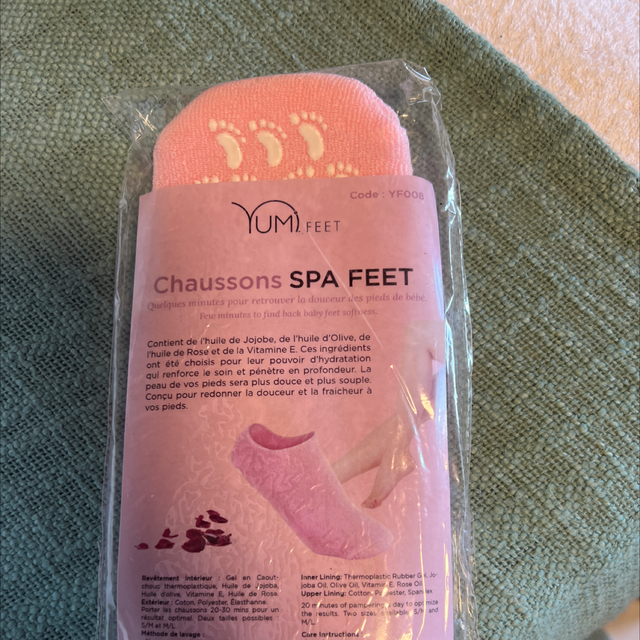 Code : YF008
YUMI FEET
Chaussons SPA FEET
Quelques minutes pour retrouver la douceur des pieds de bébé.
Few minutes to find back baby feet softness.
Contient de l'huile de Jojobe, de l'huile d'Olive, de
l'huile de Rose et de la Vitamine E. Ces ingrédients
ont été choisis pour leur pouvoir d'hydratation
qui renforce le soin et pénètre en profondeur. La
peau de vos pieds sera plus douce et plus souple.
Conçu pour redonner la douceur et la fraicheur à
vos pieds.
Revêtement Intérieur : Gel en Caout-
chouc thermoplastique, Huile de Jojoba,
Huile d'olive, Vitamine E, Huile de Rose.
Extérieur : Coton, Polyester, Élasthanne.
Porter les chaussons 20-30 mins pour un
résultat optimal. Deux tailles possibles :
S/M et M/L.
Méthode de lavage :
Inner Lining: Thermoplastic Rubber Gel, Jo-
joba Oil, Olive Oil, Vitamin E, Rose Oil
Upper Lining: Cotton, Polyester, Spandex
20 minutes of pampering a day to optimize
the results. Two sizes available S/M and
M/L.
Cure Instructions :